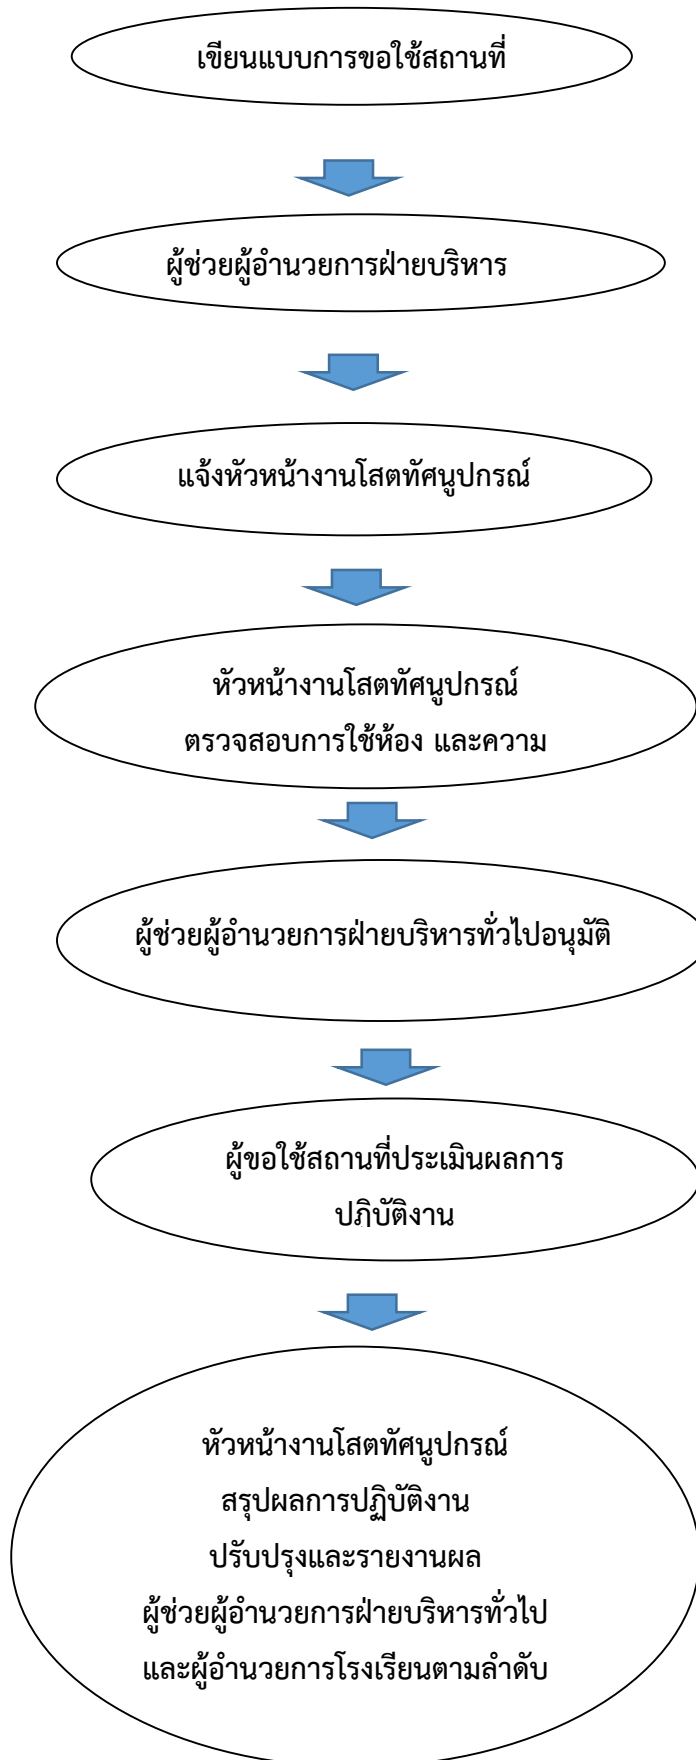 เขียนแบบการขอใช้สถานที่
ผู้ช่วยผู้อำนวยการฝ่ายบริหาร
แจ้งหัวหน้างานโสตทัศนูปกรณ์
หัวหน้างานโสตทัศนูปกรณ์
ตรวจสอบการใช้ห้อง และความ
ผู้ช่วยผู้อำนวยการฝ่ายบริหารทั่วไปอนุมัติ
ผู้ขอใช้สถานที่ประเมินผลการ
ปฏิบัติงาน
หัวหน้างานโสตทัศนูปกรณ์
สรุปผลการปฏิบัติงาน
ปรับปรุงและรายงานผล
ผู้ช่วยผู้อำนวยการฝ่ายบริหารทั่วไป
และผู้อำนวยการโรงเรียนตามลำดับ